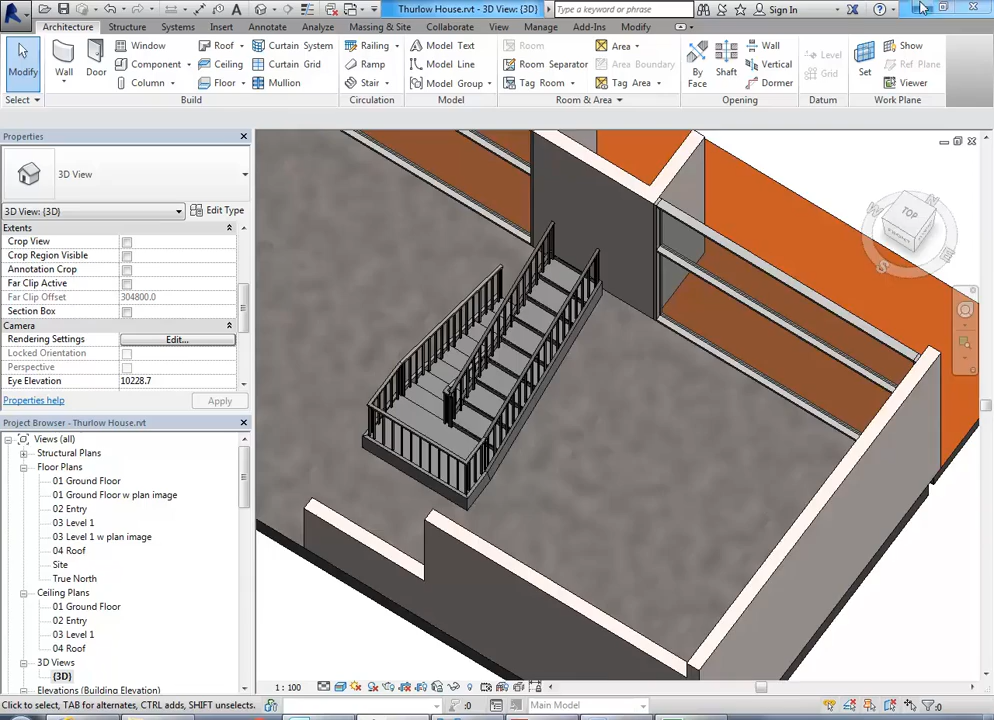 Thurlow House.rvt - 3D View: {3D}
Type a keyword or phrase
Sign In
Architecture Structure Systems Insert Annotate Analyze Massing & Site Collaborate View Manage Add-Ins Modify
Modify
Wall
Door
Window
Component
Column
Roof
Ceiling
Floor
Curtain System
Curtain Grid
Mullion
Railing
Ramp
Stair
Model Text
Model Line
Model Group
Room
Room Separator
Tag Room
Area
Area Boundary
Tag Area
By Face
Shaft
Wall
Vertical
Dormer
Level
Grid
Set
Show
Ref Plane
Viewer
Select Build Circulation Model Room & Area Opening Datum Work Plane
Properties
3D View
3D View: {3D}
Edit Type
Extents
Crop View
Crop Region Visible
Annotation Crop
Far Clip Active
Far Clip Offset 304800.0
Section Box
Camera
Rendering Settings Edit...
Locked Orientation
Perspective
Eye Elevation 10228.7
Properties help Apply
Project Browser - Thurlow House.rvt
Views (all)
Structural Plans
Floor Plans
01 Ground Floor
01 Ground Floor w plan image
02 Entry
03 Level 1
03 Level 1 w plan image
04 Roof
Site
True North
Ceiling Plans
01 Ground Floor
02 Entry
03 Level 1
04 Roof
3D Views
{3D}
Elevations (Building Elevation)
TOP
FRONT
N
W
E
S
1 : 100
Click to select, TAB for alternates, CTRL adds, SHIFT unselects.
:0
Main Model
:0